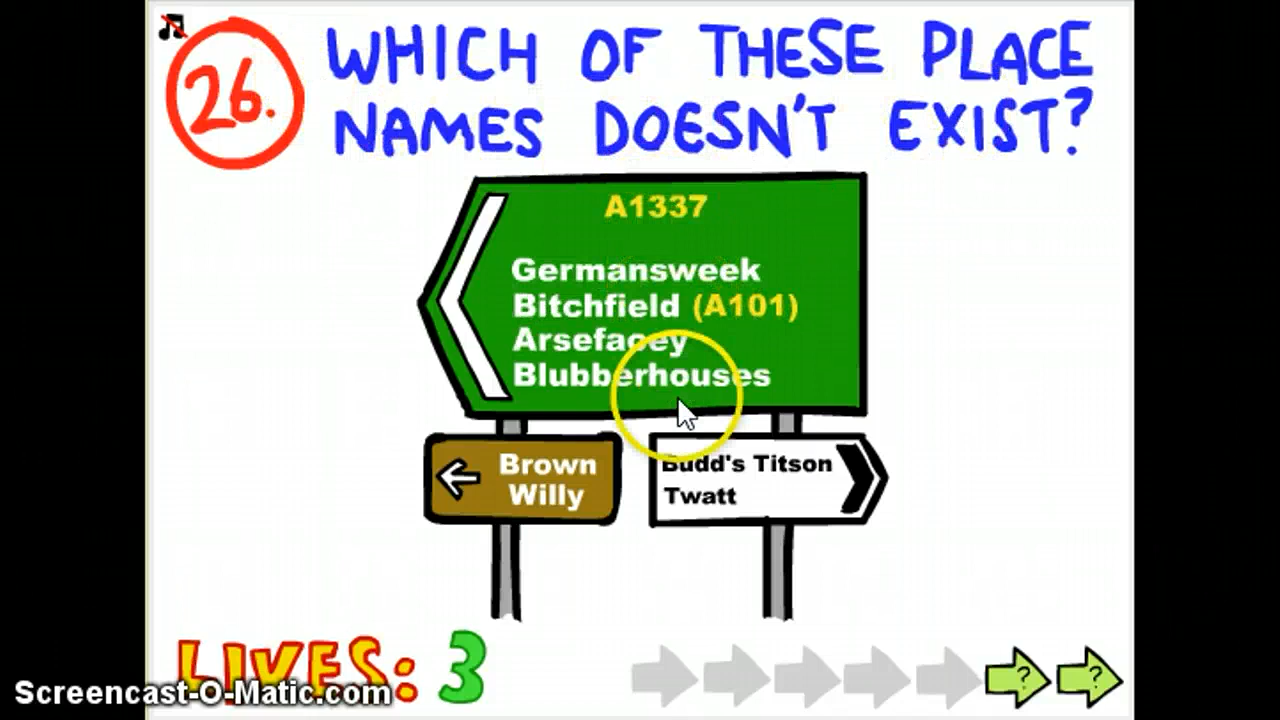 26.
WHICH OF THESE PLACE
NAMES DOESN'T EXIST?
A1337
Germansweek
Bitchfield (A101)
Arsefacey
Blubberhouses
Brown
Willy
Budd's Titson
Twatt
LIVES: 3
? ?
Screencast-O-Matic.com